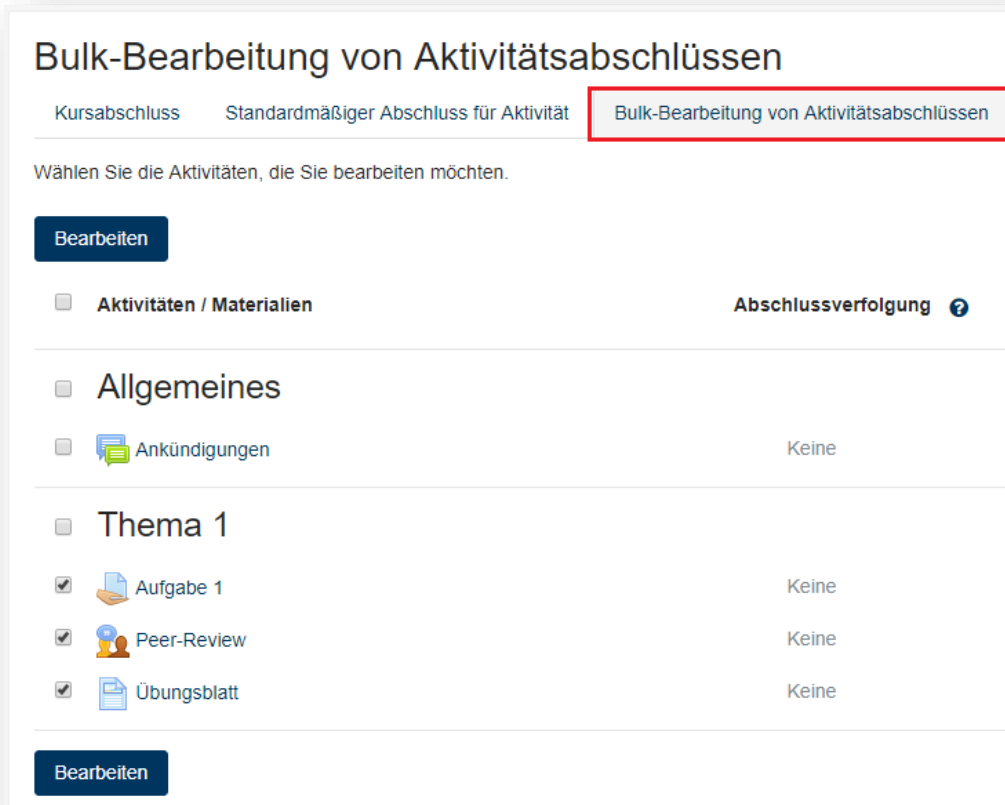 Bulk-Bearbeitung von Aktivitätsabschlüssen
Kursabschluss Standardmäßiger Abschluss für Aktivität Bulk-Bearbeitung von Aktivitätsabschlüssen
Wählen Sie die Aktivitäten, die Sie bearbeiten möchten.
Bearbeiten
Aktivitäten / Materialien Abschlussverfolgung ?
Allgemeines
Ankündigungen Keine
Thema 1
Aufgabe 1 Keine
Peer-Review Keine
Übungsblatt Keine
Bearbeiten